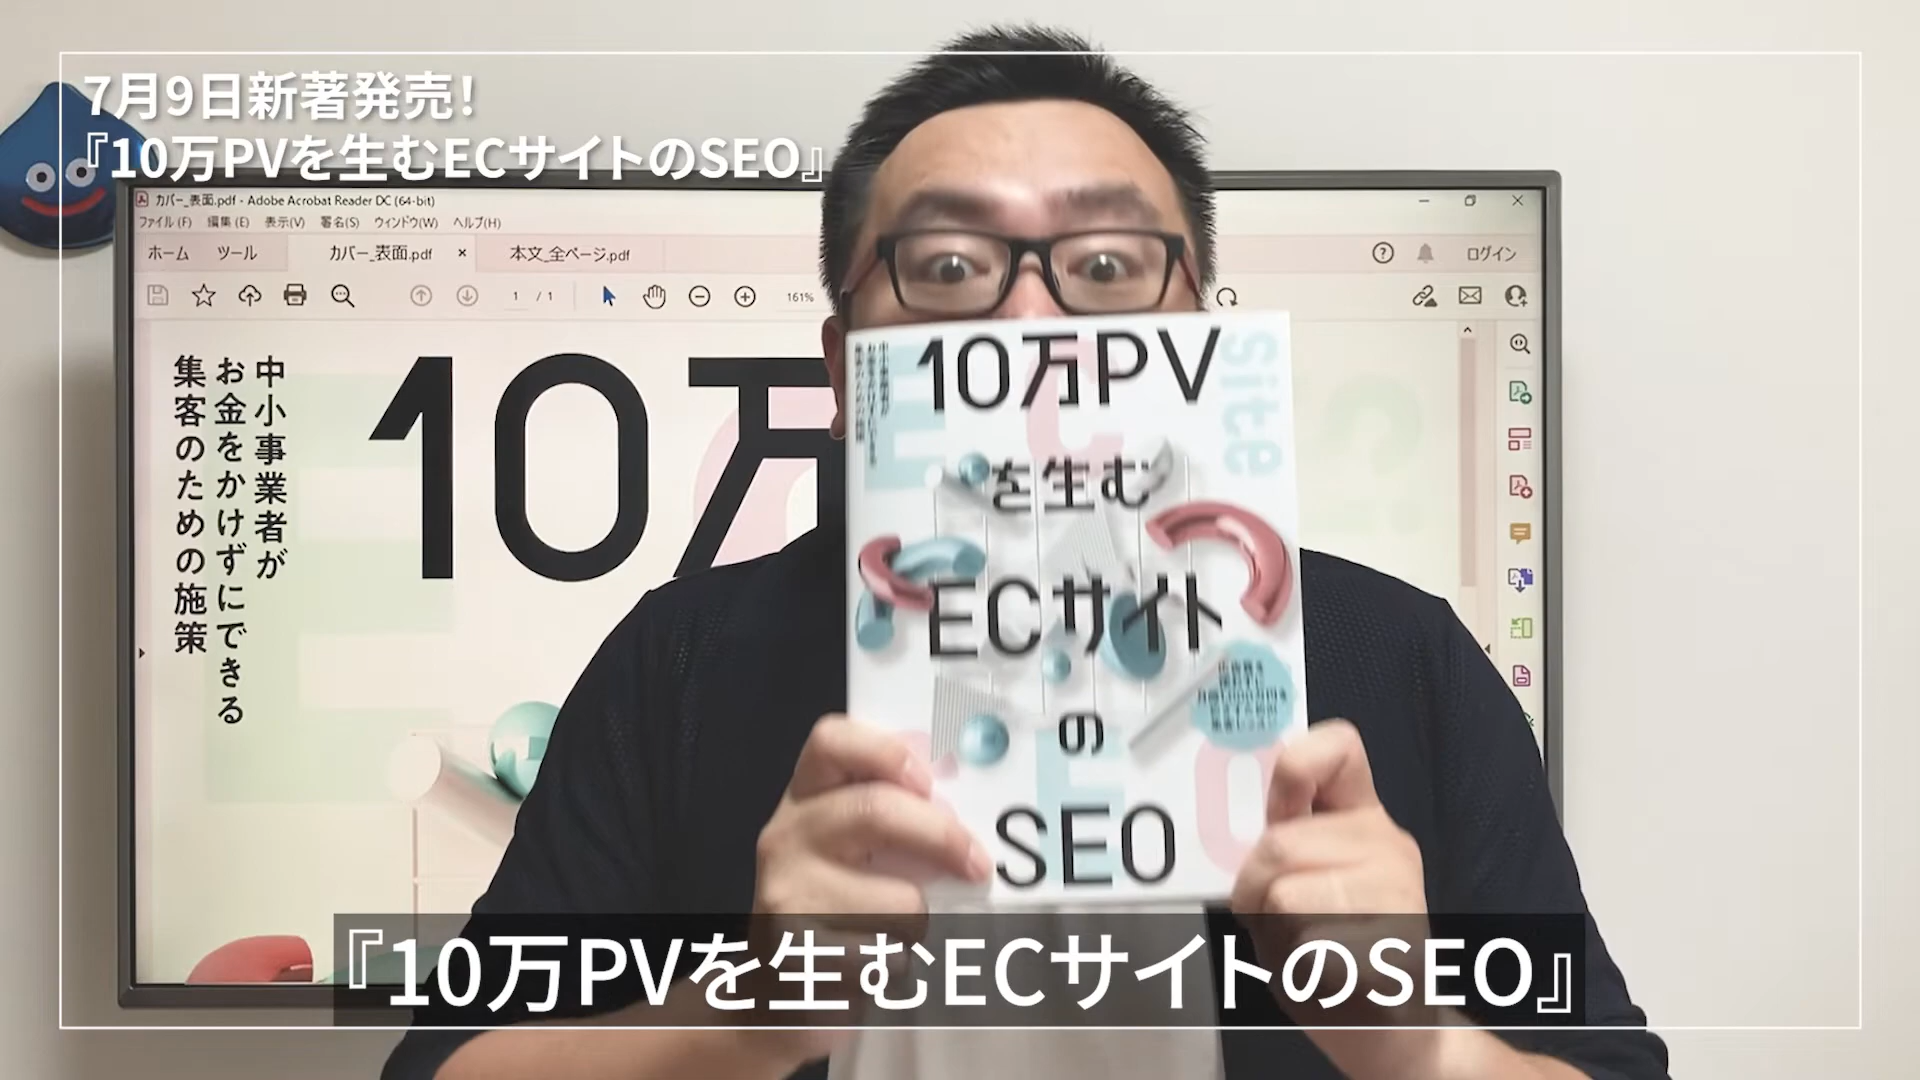 7月9日新著発売！
『10万PVを生むECサイトのSEO』
カバー_表面.pdf - Adobe Acrobat Reader DC (64-bit)
ファイル(F) 編集(E) 表示(V) 署名(S) ウィンドウ(W) ヘルプ(H)
ホーム ツール カバー_表面.pdf × 本文_全ページ.pdf ログイン
1 / 1 161%
中小事業者が
お金をかけずにできる
集客のための施策
10万
10万PV
を生む
ECサイト
の
SEO
Site
『10万PVを生むECサイトのSEO』